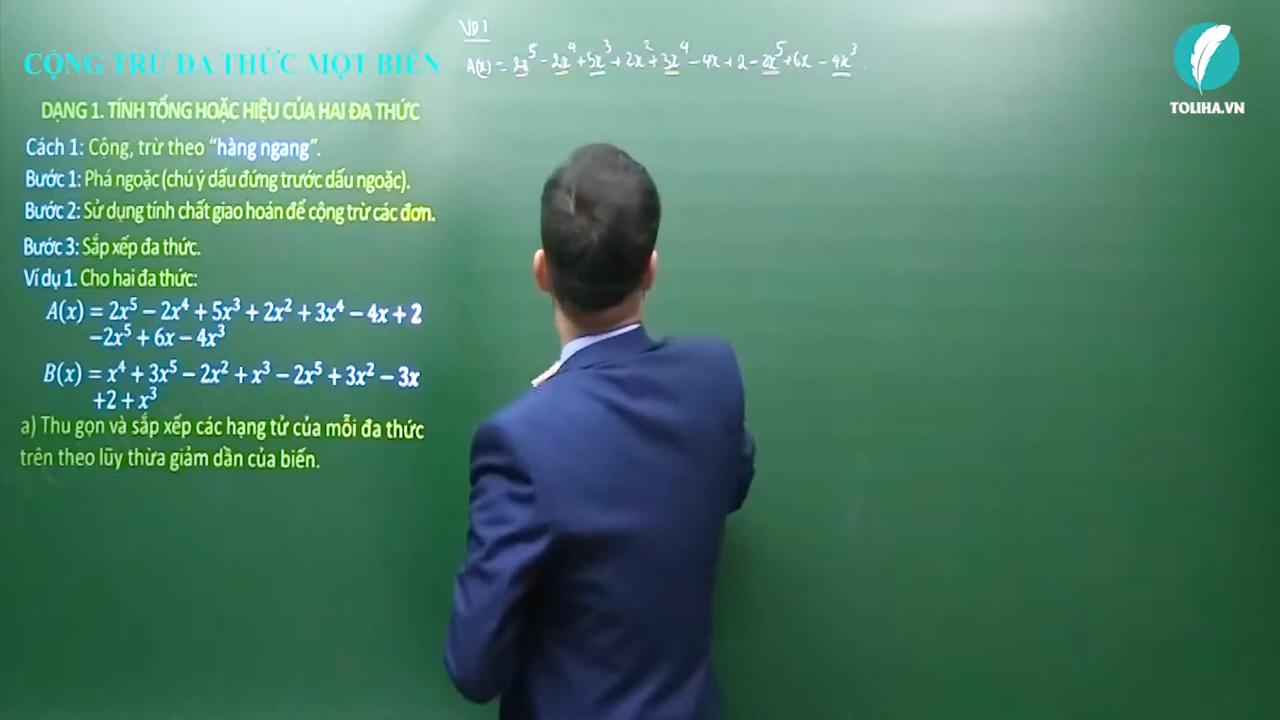 CỘNG TRỪ ĐA THỨC MỘT BIẾN
DẠNG 1. TÍNH TỔNG HOẶC HIỆU CỦA HAI ĐA THỨC
Cách 1: Cộng, trừ theo “hàng ngang”.
Bước 1: Phá ngoặc (chú ý dấu đứng trước dấu ngoặc).
Bước 2: Sử dụng tính chất giao hoán để cộng trừ các đơn.
Bước 3: Sắp xếp đa thức.
Ví dụ 1. Cho hai đa thức:
A(x) = 2x⁵ − 2x⁴ + 5x³ + 2x² + 3x⁴ − 4x + 2
−2x⁵ + 6x − 4x³
B(x) = x⁴ + 3x⁵ − 2x² + x³ − 2x⁵ + 3x² − 3x
+2 + x³
a) Thu gọn và sắp xếp các hạng tử của mỗi đa thức
trên theo lũy thừa giảm dần của biến.
VD1
A(x) = 2x⁵ − 2x⁴ + 5x³ + 2x² + 3x⁴ − 4x + 2 − 2x⁵ + 6x − 4x³
TOLIHA.VN